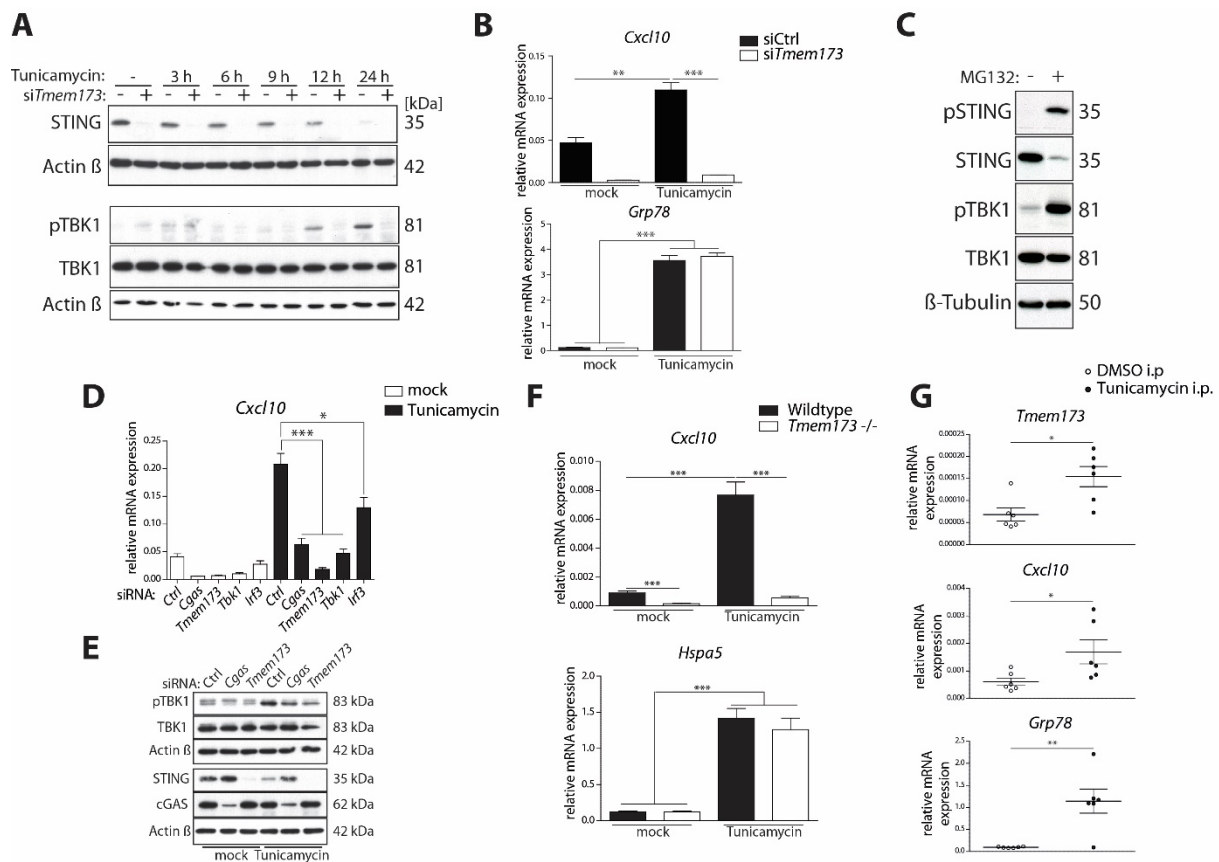 A
Tunicamycin: - 3 h 6 h 9 h 12 h 24 h
siTmem173: - + - + - + - + - + - + [kDa]
STING 35
Actin ß 42
pTBK1 81
TBK1 81
Actin ß 42
B
Cxcl10
siCtrl
siTmem173
relative mRNA expression
0.15
0.10
0.05
0.00
** ***
mock Tunicamycin
Grp78
relative mRNA expression
5
4
3
2
1
0
***
mock Tunicamycin
C
MG132: - +
pSTING 35
STING 35
pTBK1 81
TBK1 81
ß-Tubulin 50
D
mock
Tunicamycin
Cxcl10
relative mRNA expression
0.25
0.20
0.15
0.10
0.05
0.00
*
***
siRNA: Ctrl Cgas Tmem173 Tbk1 Irf3 Ctrl Cgas Tmem173 Tbk1 Irf3
E
siRNA: Ctrl Cgas Tmem173 Ctrl Cgas Tmem173
pTBK1 83 kDa
TBK1 83 kDa
Actin ß 42 kDa
STING 35 kDa
cGAS 62 kDa
Actin ß 42 kDa
mock Tunicamycin
F
Wildtype
Tmem173 -/-
Cxcl10
relative mRNA expression
0.010
0.008
0.006
0.004
0.002
0.000
*** ***
***
mock Tunicamycin
Hspa5
relative mRNA expression
2.0
1.5
1.0
0.5
0.0
***
mock Tunicamycin
G
DMSO i.p
Tunicamycin i.p.
Tmem173
relative mRNA
expression
0.00025
0.00020
0.00015
0.00010
0.00005
0.00000
*
Cxcl10
relative mRNA
expression
0.004
0.003
0.002
0.001
0.000
*
Grp78
relative mRNA
expression
2.5
2.0
1.5
1.0
0.5
0.0
**